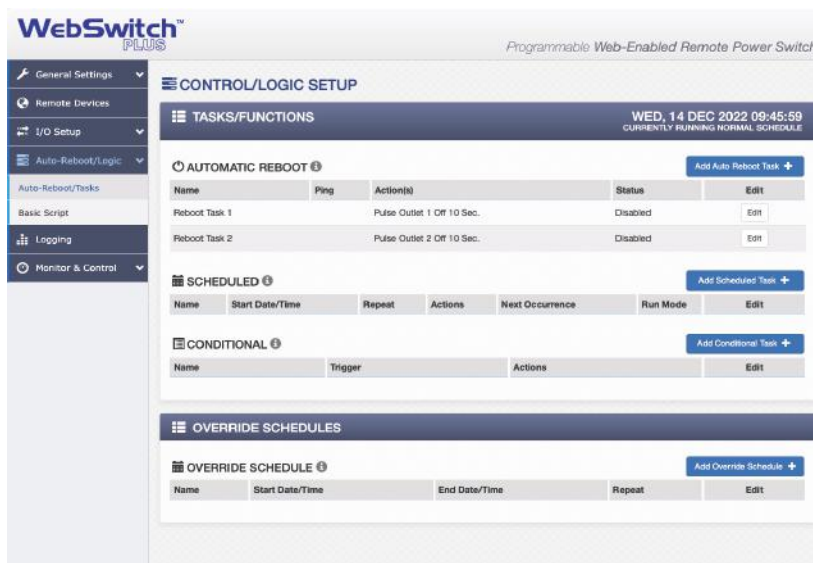 WebSwitch™
PLUS
Programmable Web-Enabled Remote Power Switch
General Settings
Remote Devices
I/O Setup
Auto-Reboot/Logic
Auto-Reboot/Tasks
Basic Script
Logging
Monitor & Control
CONTROL/LOGIC SETUP
TASKS/FUNCTIONS
WED, 14 DEC 2022 09:45:59
CURRENTLY RUNNING NORMAL SCHEDULE
AUTOMATIC REBOOT
Add Auto Reboot Task +
Name Ping Action(s) Status Edit
Reboot Task 1 Pulse Outlet 1 Off 10 Sec. Disabled Edit
Reboot Task 2 Pulse Outlet 2 Off 10 Sec. Disabled Edit
SCHEDULED
Add Scheduled Task +
Name Start Date/Time Repeat Actions Next Occurrence Run Mode Edit
CONDITIONAL
Add Conditional Task +
Name Trigger Actions Edit
OVERRIDE SCHEDULES
OVERRIDE SCHEDULE
Add Override Schedule +
Name Start Date/Time End Date/Time Repeat Edit